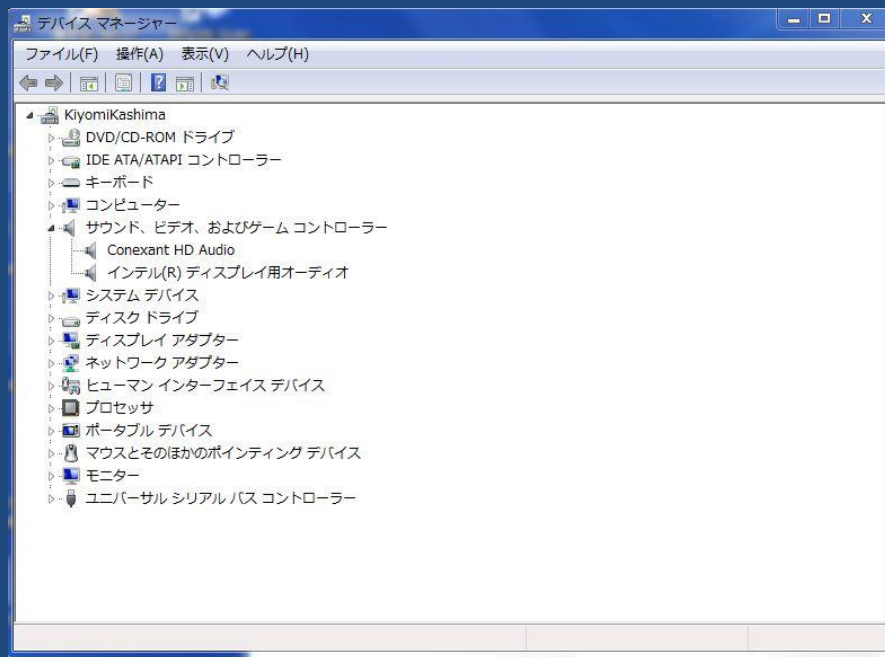 デバイス マネージャー
ファイル(F) 操作(A) 表示(V) ヘルプ(H)
KiyomiKashima
DVD/CD-ROM ドライブ
IDE ATA/ATAPI コントローラー
キーボード
コンピューター
サウンド、ビデオ、およびゲーム コントローラー
Conexant HD Audio
インテル(R) ディスプレイ用オーディオ
システム デバイス
ディスク ドライブ
ディスプレイ アダプター
ネットワーク アダプター
ヒューマン インターフェイス デバイス
プロセッサ
ポータブル デバイス
マウスとそのほかのポインティング デバイス
モニター
ユニバーサル シリアル バス コントローラー